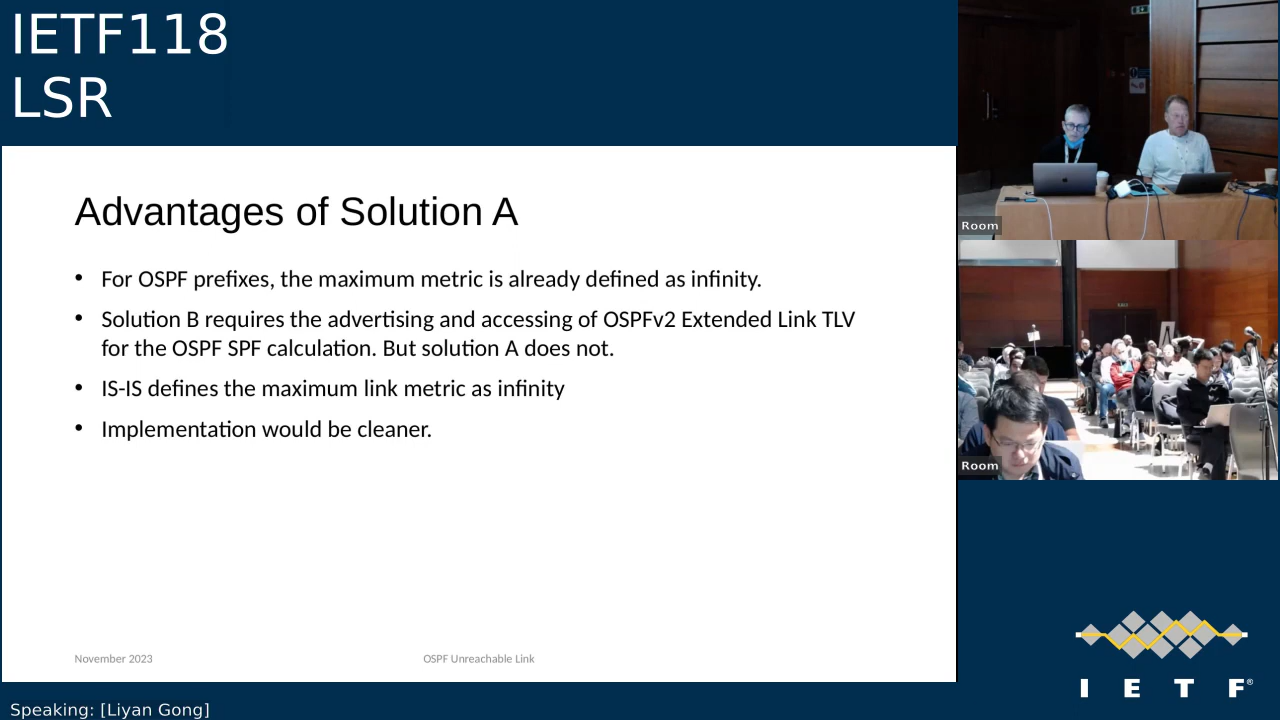 IETF118
LSR
Advantages of Solution A
• For OSPF prefixes, the maximum metric is already defined as infinity.
• Solution B requires the advertising and accessing of OSPFv2 Extended Link TLV
for the OSPF SPF calculation. But solution A does not.
• IS-IS defines the maximum link metric as infinity
• Implementation would be cleaner.
November 2023
OSPF Unreachable Link
Room
Room
I E T F®
Speaking: [Liyan Gong]